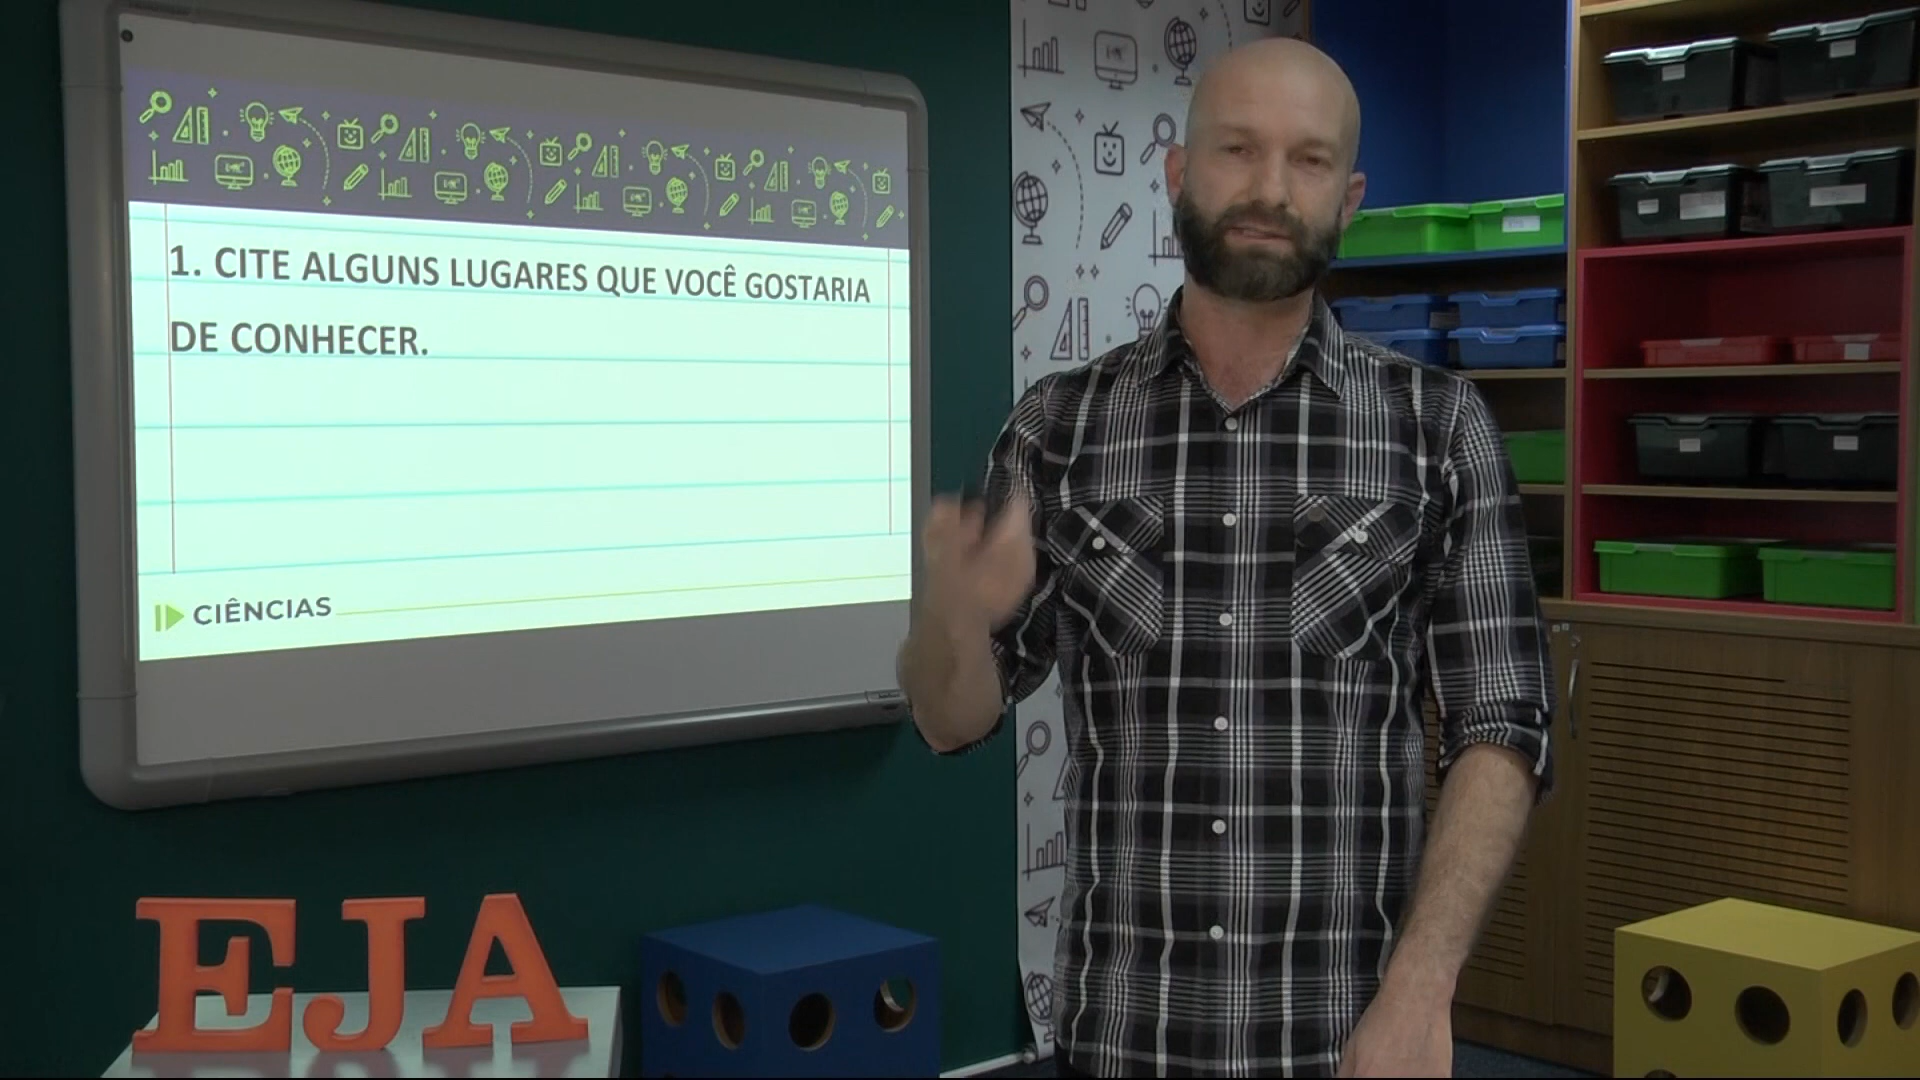 1. CITE ALGUNS LUGARES QUE VOCÊ GOSTARIA
DE CONHECER.
CIÊNCIAS
EJA